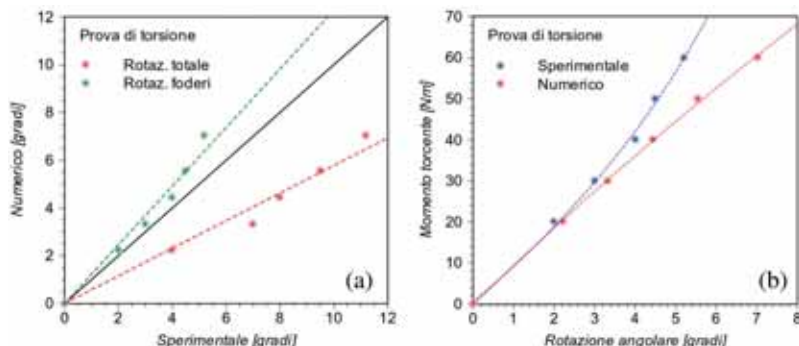 12
10
8
6
4
2
0
Numerico [gradi]
Prova di torsione
Rotaz. totale
Rotaz. foderi
(a)
0 2 4 6 8 10 12
Sperimentale [gradi]
70
60
50
40
30
20
10
0
Momento torcente [Nm]
Prova di torsione
Sperimentale
Numerico
(b)
0 1 2 3 4 5 6 7 8
Rotazione angolare [gradi]